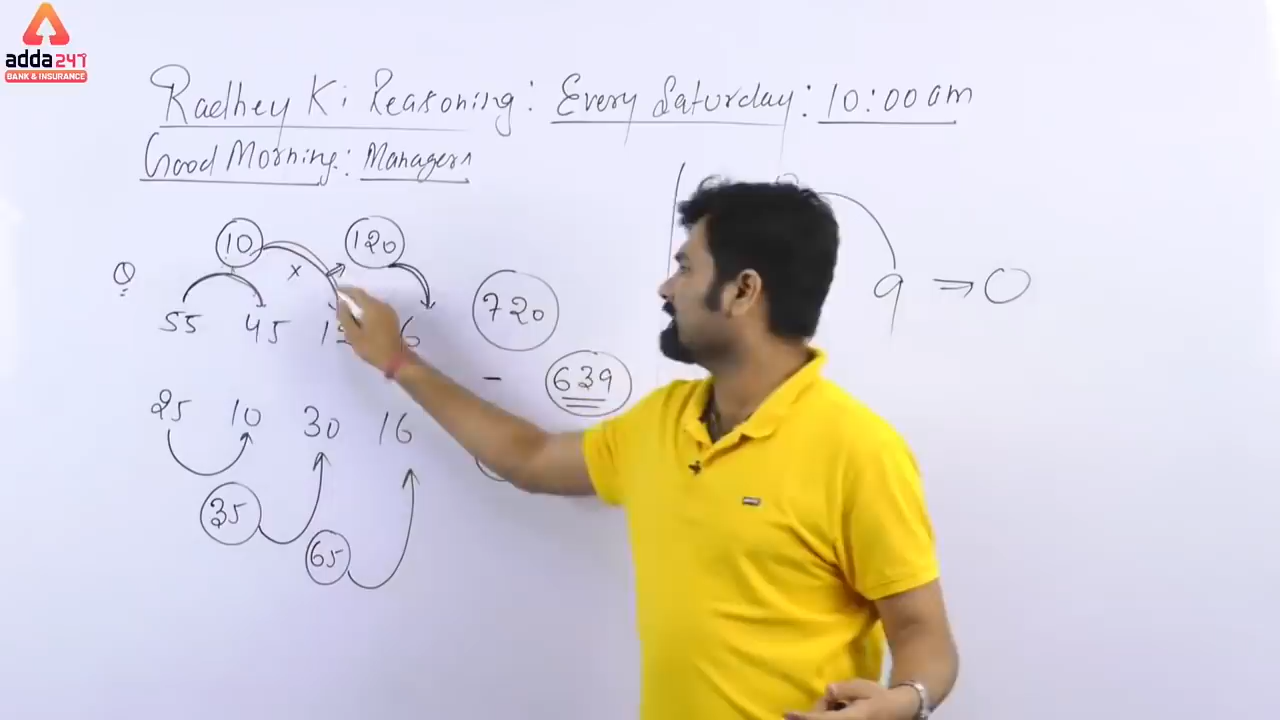 adda247
BANK & INSURANCE
Radhey Ki Reasoning: Every Saturday: 10:00 am
Good Morning: Managers
10 120
Q x
55 45 6 720
- 639
25 10 30 16
35
65
9 ⇒ 0